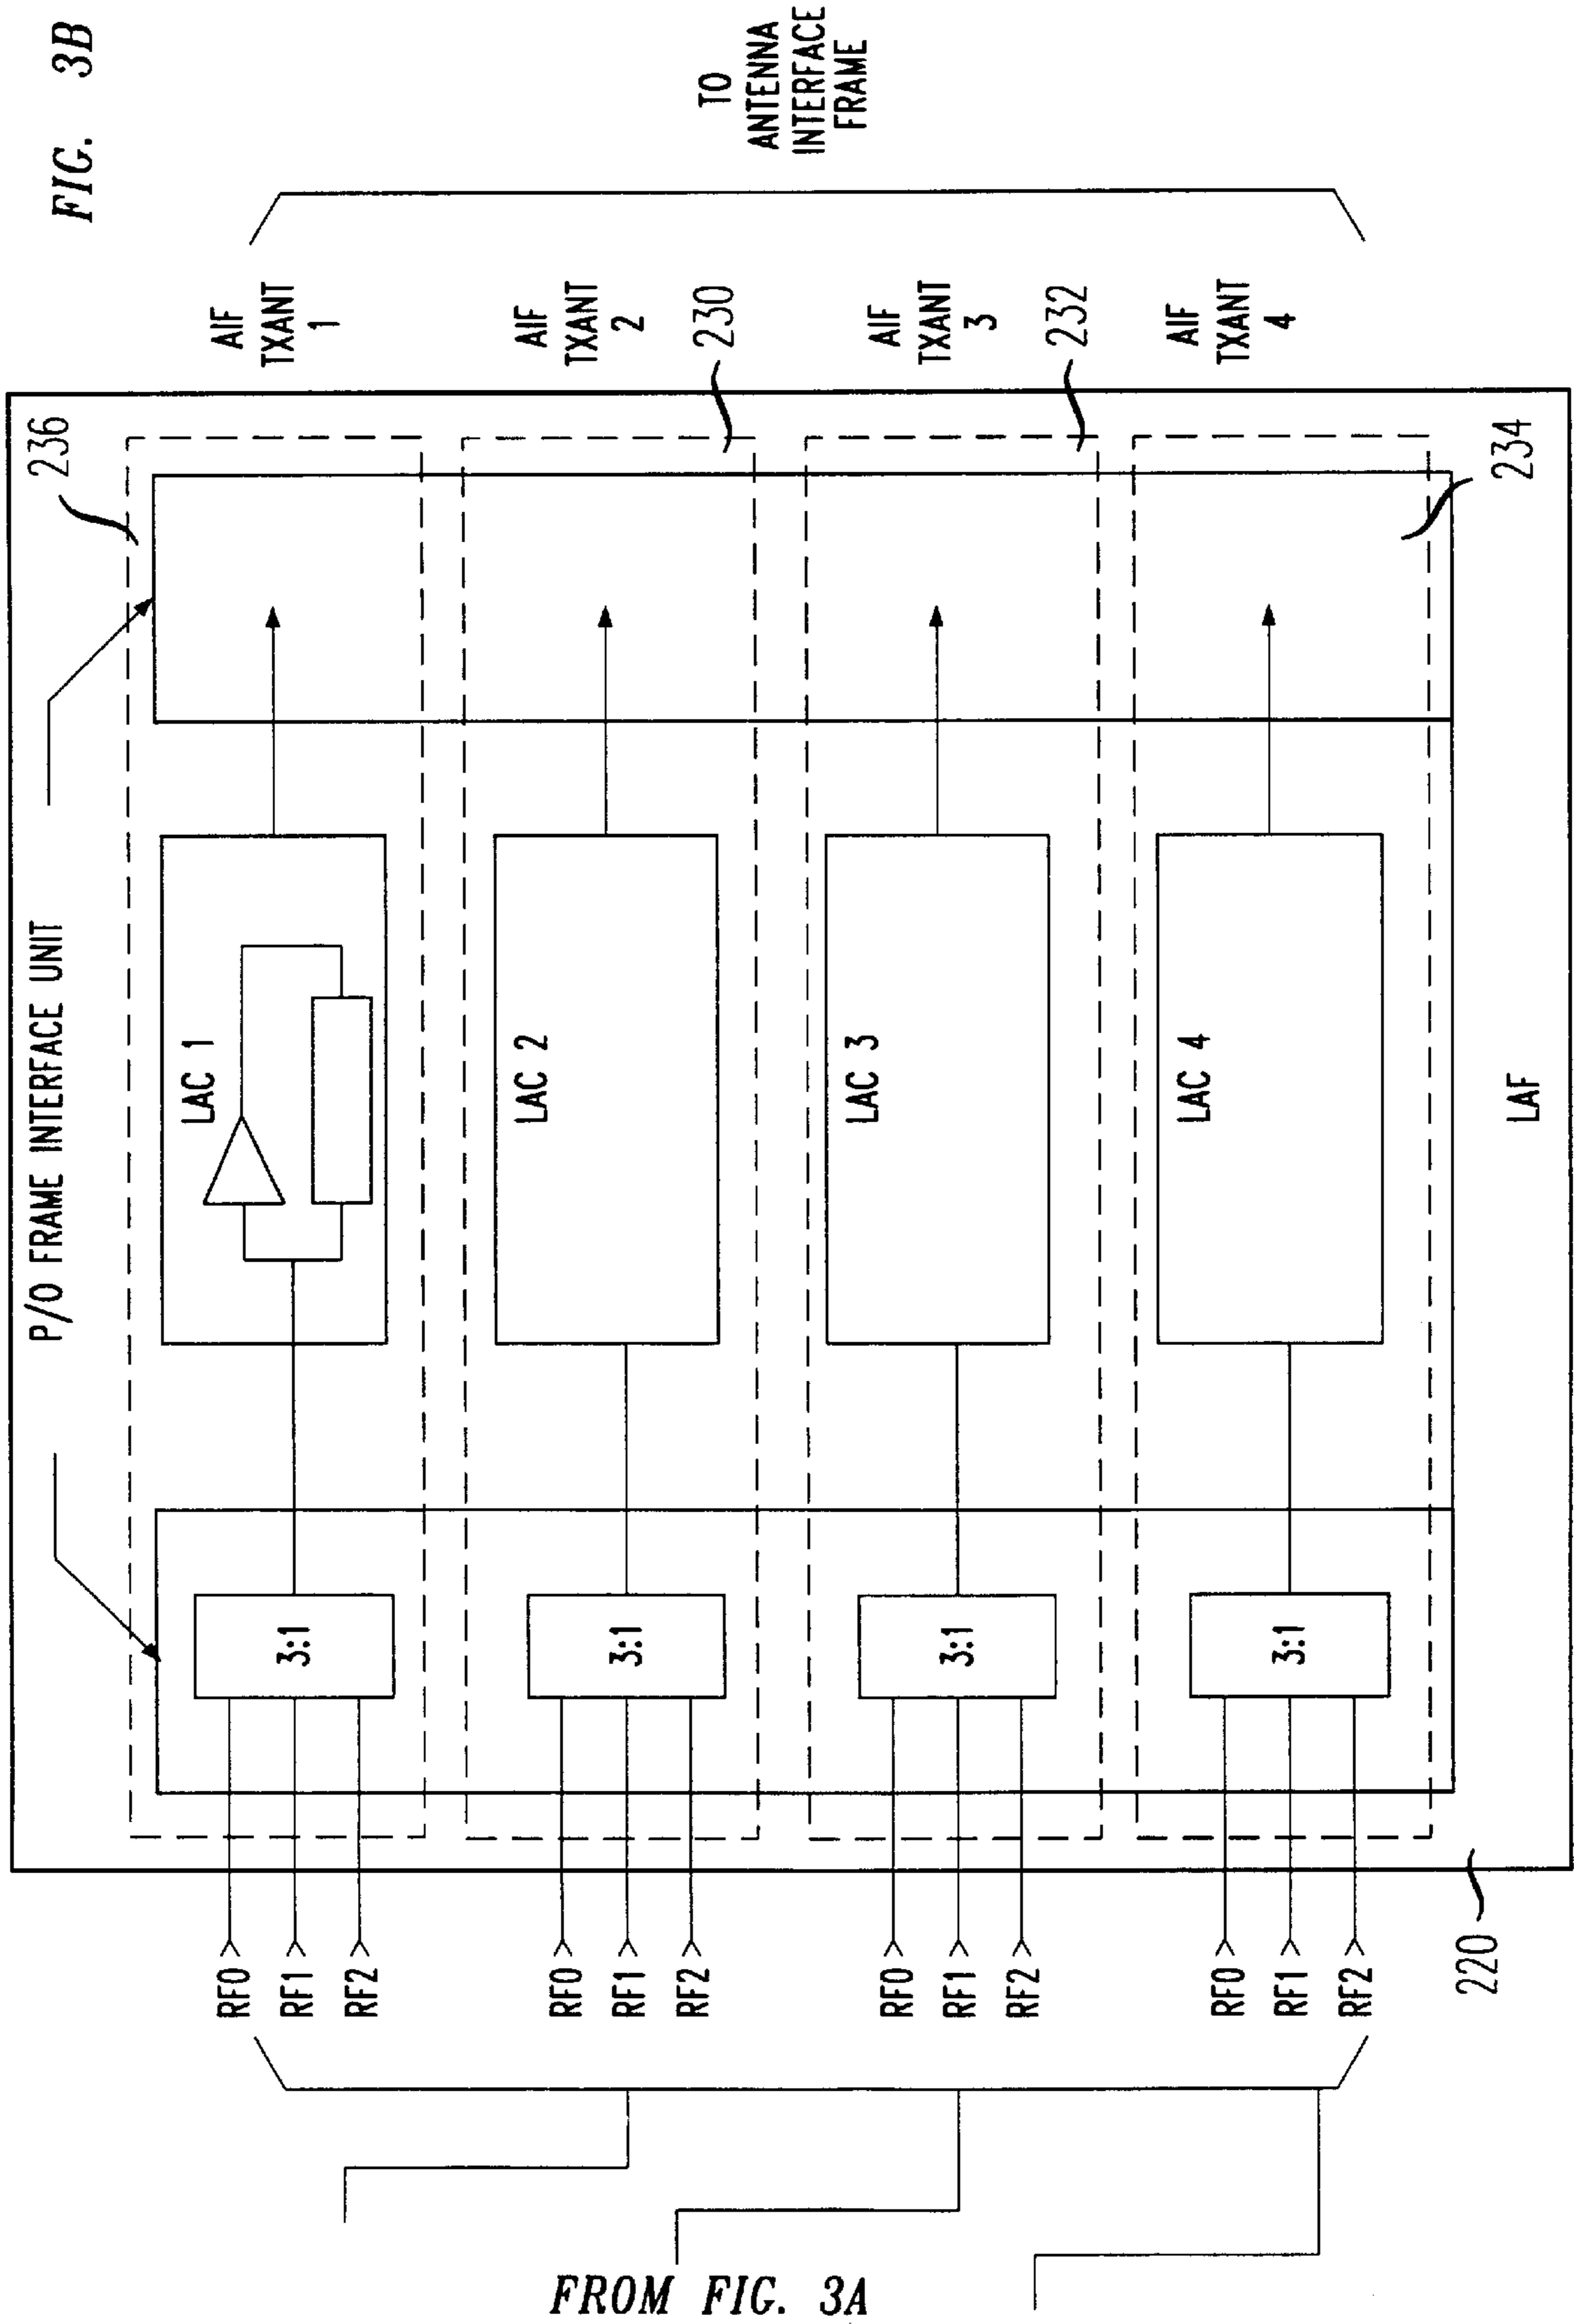 FIG. 3B
TO
ANTENNA
INTERFACE
FRAME
P/O FRAME INTERFACE UNIT
236
RF0
RF1
RF2
3:1
LAC 1
AIF
TXANT
1
RF0
RF1
RF2
3:1
LAC 2
AIF
TXANT
2
230
RF0
RF1
RF2
3:1
LAC 3
AIF
TXANT
3
232
RF0
RF1
RF2
3:1
LAC 4
AIF
TXANT
4
234
220
LAF
FROM FIG. 3A